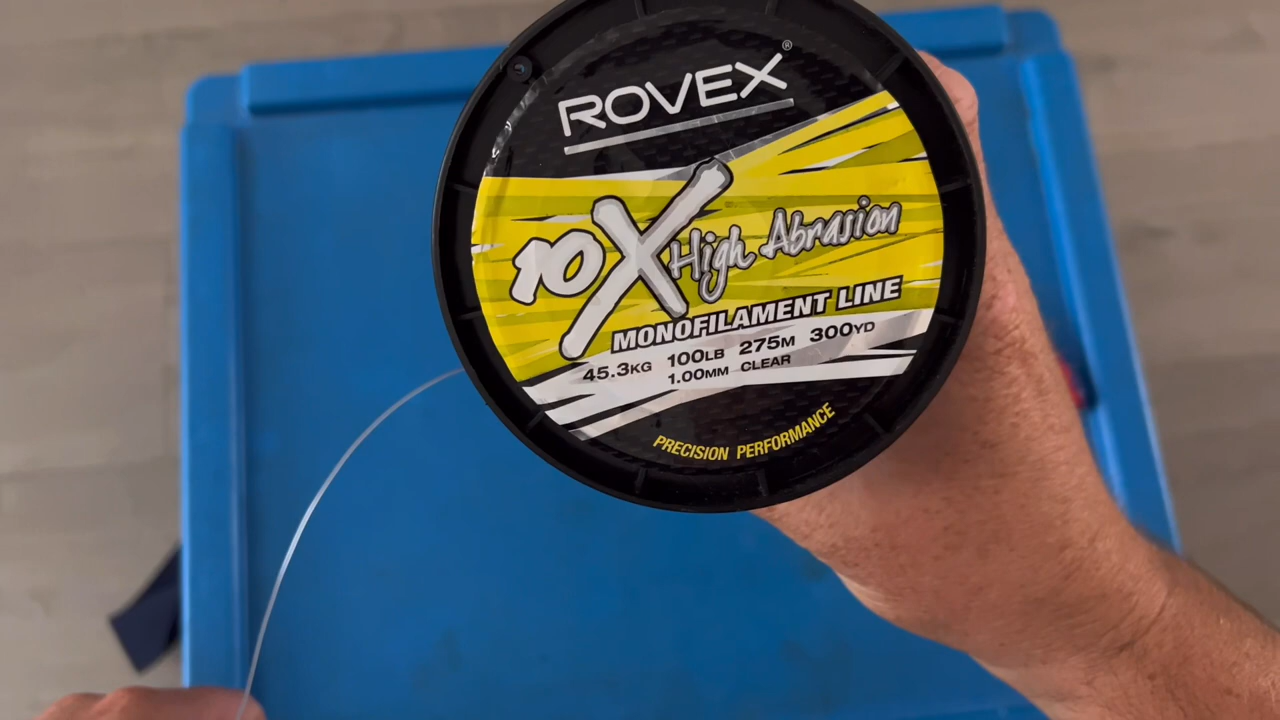 ROVEX®
10X High Abrasion
MONOFILAMENT LINE
45.3KG 100LB 275M 300YD
1.00MM CLEAR
PRECISION PERFORMANCE